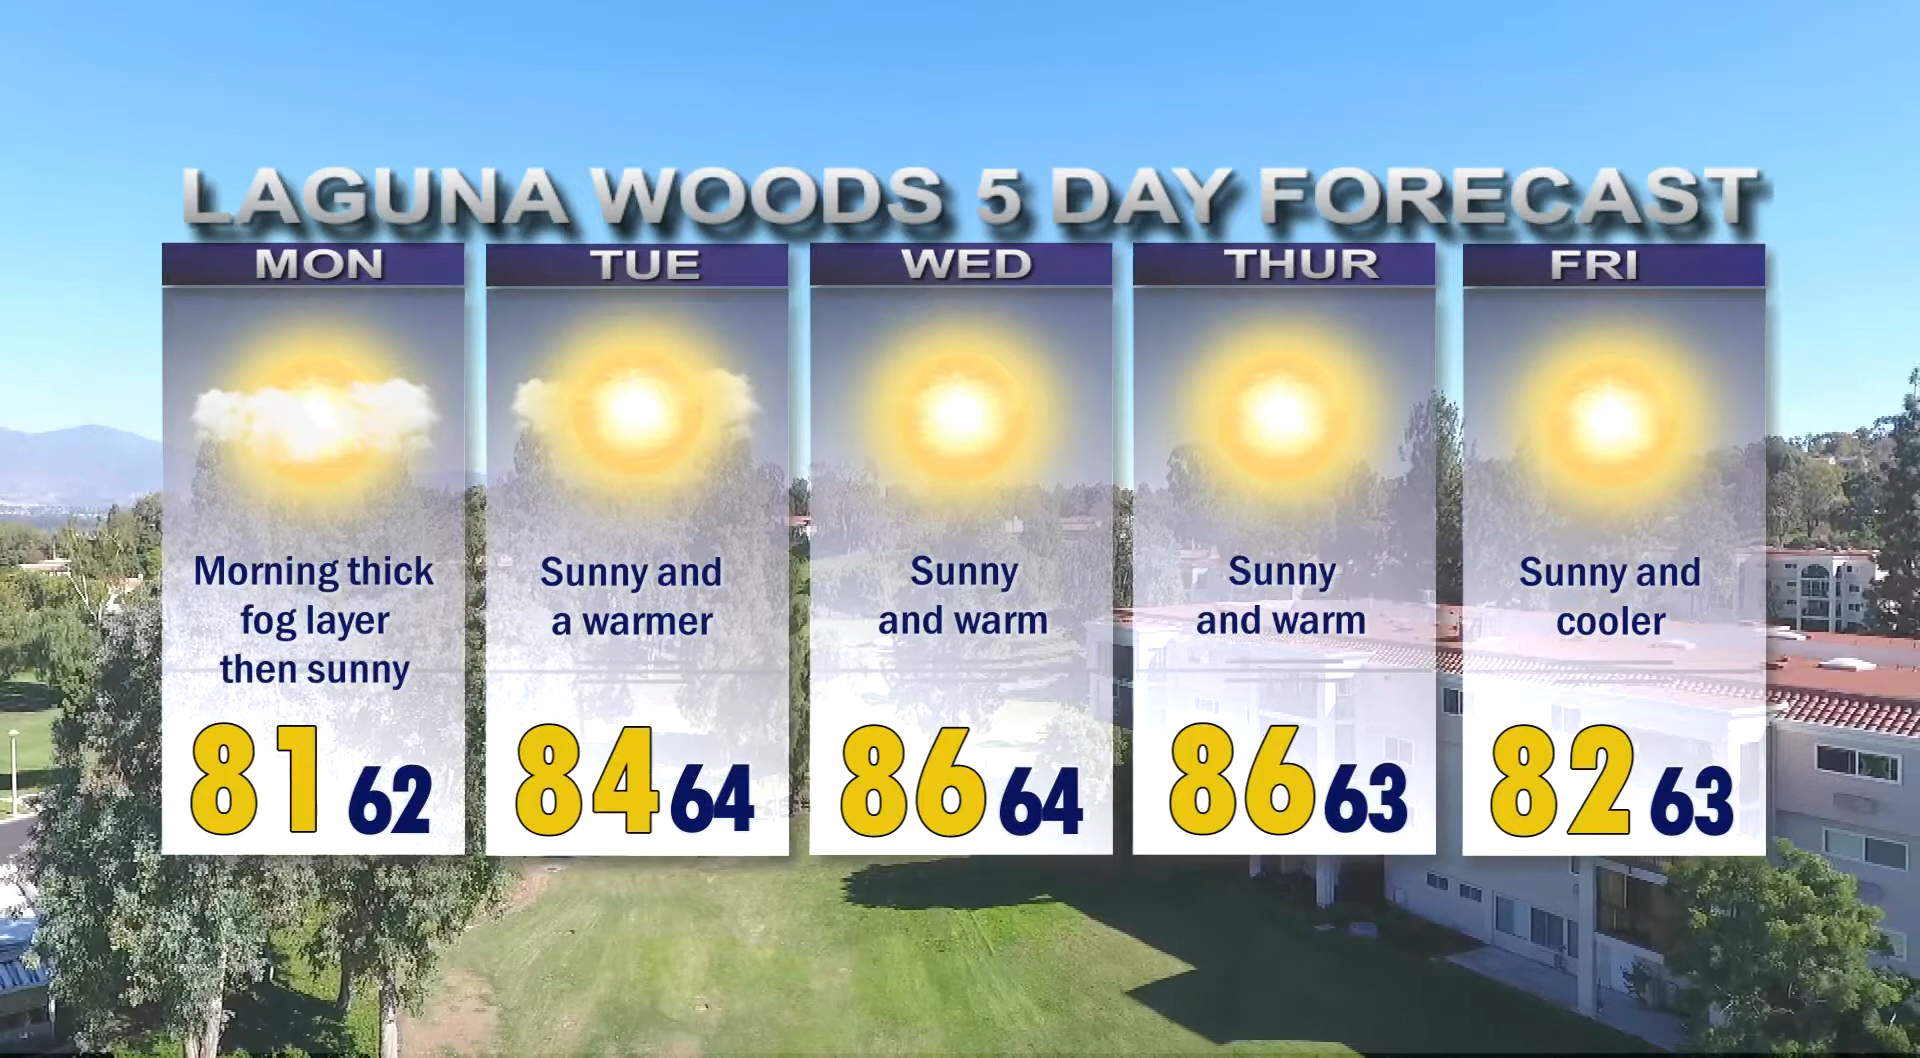 LAGUNA WOODS 5 DAY FORECAST
MON
Morning thick
fog layer
then sunny
81 62
TUE
Sunny and
a warmer
84 64
WED
Sunny
and warm
86 64
THUR
Sunny
and warm
86 63
FRI
Sunny and
cooler
82 63